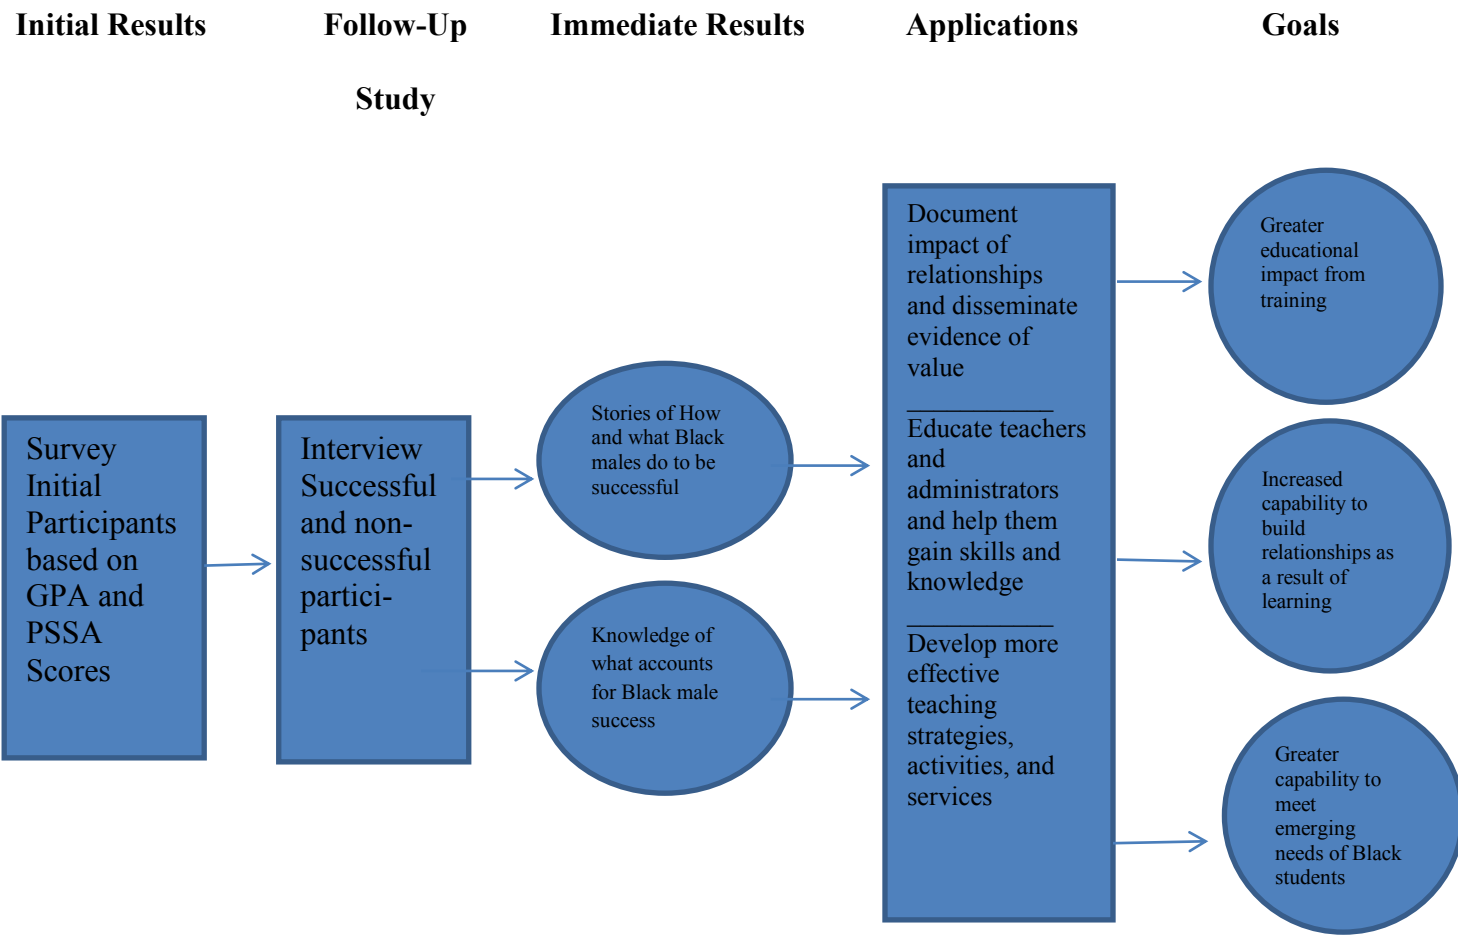 Initial Results
Follow-Up
Study
Immediate Results
Applications
Goals
Survey
Initial
Participants
based on
GPA and
PSSA
Scores
Interview
Successful
and non-
successful
partici-
pants
Stories of How
and what Black
males do to be
successful
Knowledge of
what accounts
for Black male
success
Document
impact of
relationships
and disseminate
evidence of
value
___________
Educate teachers
and
administrators
and help them
gain skills and
knowledge
___________
Develop more
effective
teaching
strategies,
activities, and
services
Greater
educational
impact from
training
Increased
capability to
build
relationships as
a result of
learning
Greater
capability to
meet
emerging
needs of Black
students